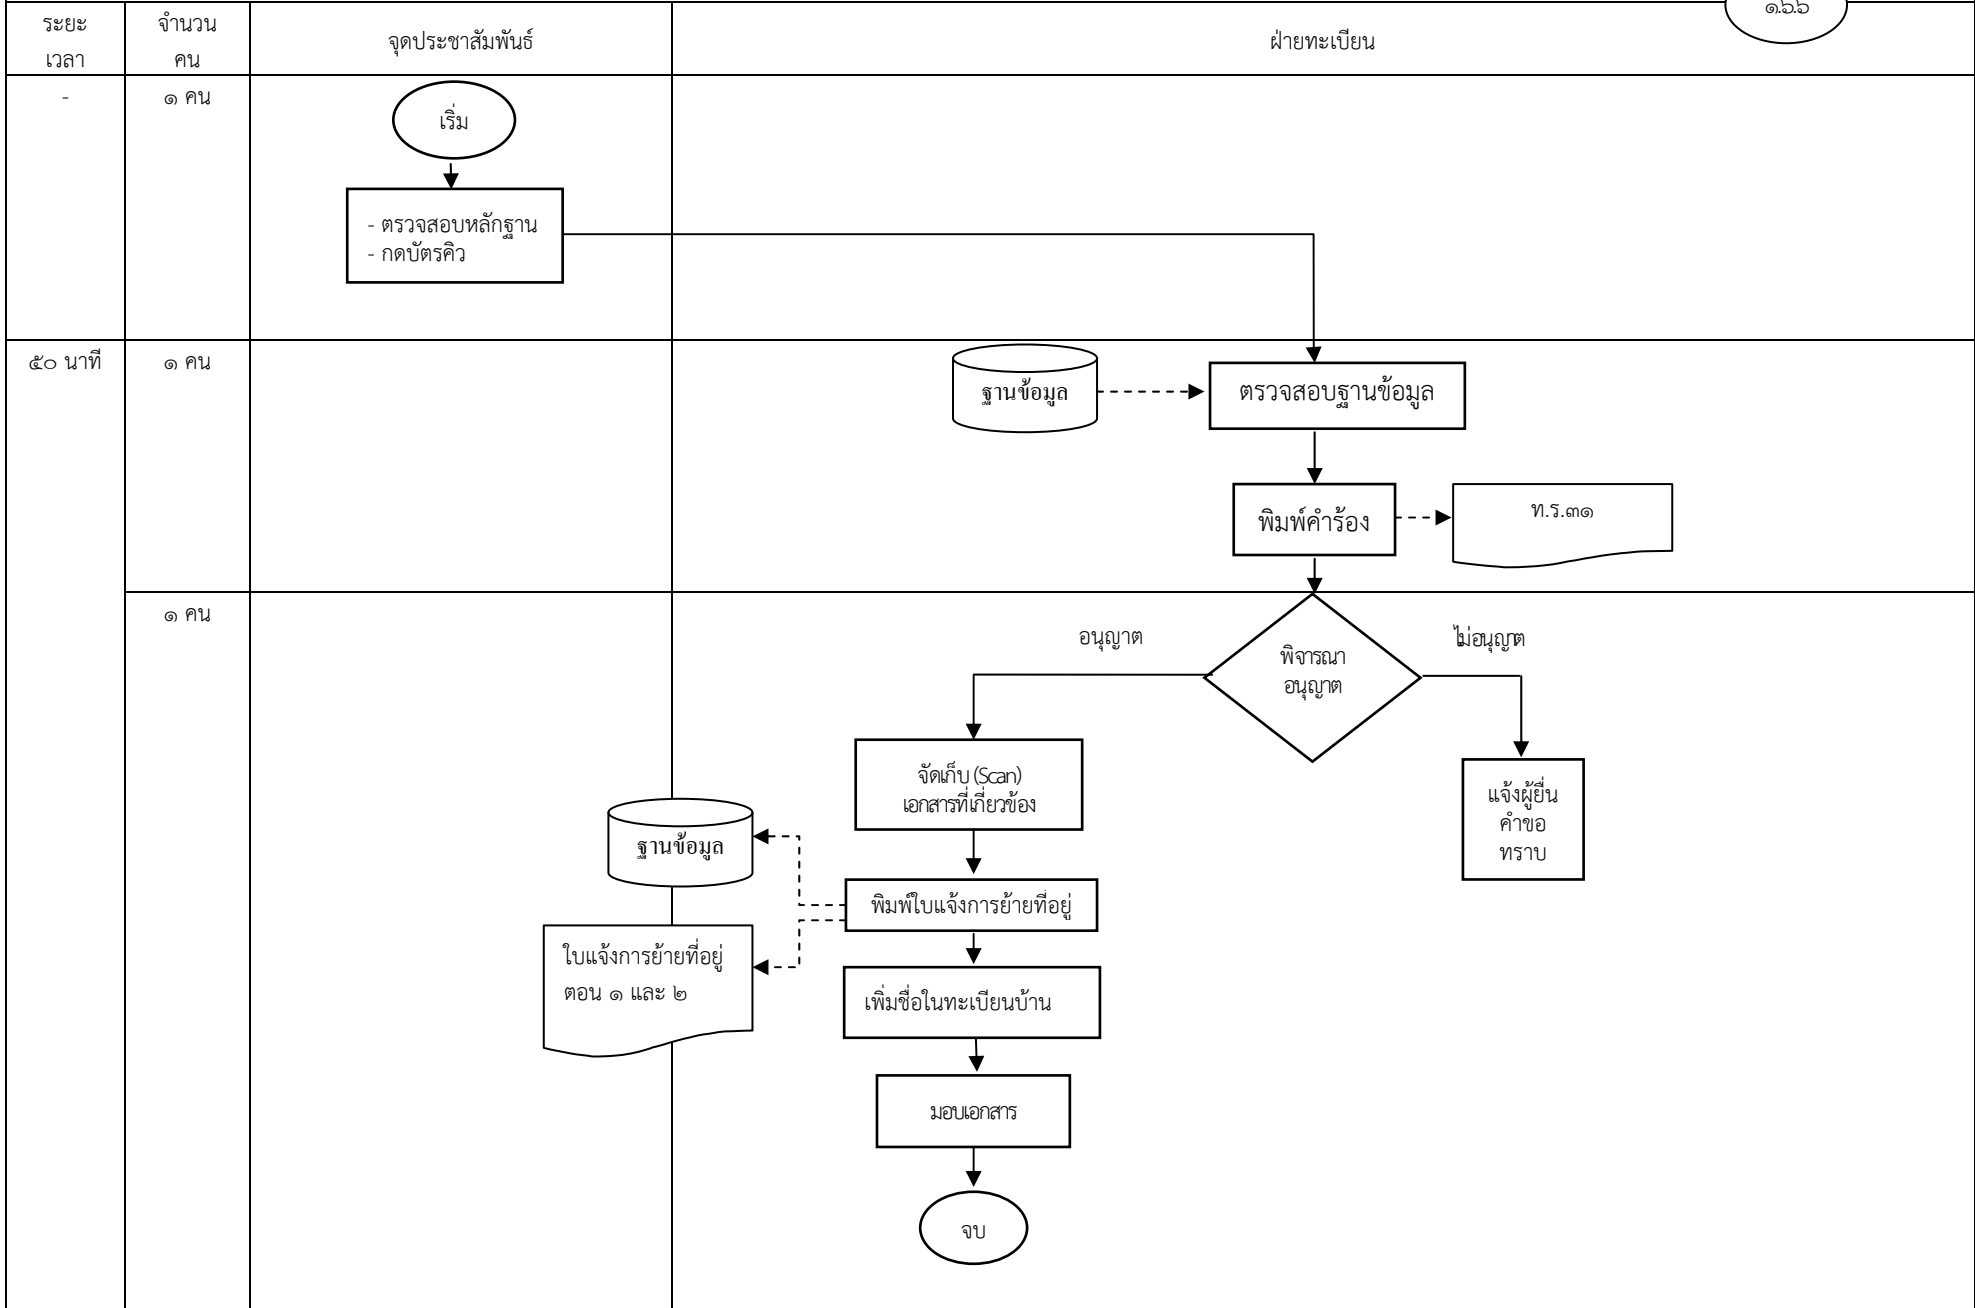 ๑.๖.๖
ระยะ
เวลา
จำนวน
คน
จุดประชาสัมพันธ์
ฝ่ายทะเบียน
-
๑ คน
เริ่ม
- ตรวจสอบหลักฐาน
- กดบัตรคิว
๕๐ นาที
๑ คน
ฐานข้อมูล
ตรวจสอบฐานข้อมูล
พิมพ์คำร้อง
ท.ร.๓๑
๑ คน
อนุญาต
พิจารณา
อนุญาต
ไม่อนุญาต
จัดเก็บ (Scan)
เอกสารที่เกี่ยวข้อง
แจ้งผู้ยื่น
คำขอ
ทราบ
ฐานข้อมูล
พิมพ์ใบแจ้งการย้ายที่อยู่
ใบแจ้งการย้ายที่อยู่
ตอน ๑ และ ๒
เพิ่มชื่อในทะเบียนบ้าน
มอบเอกสาร
จบ